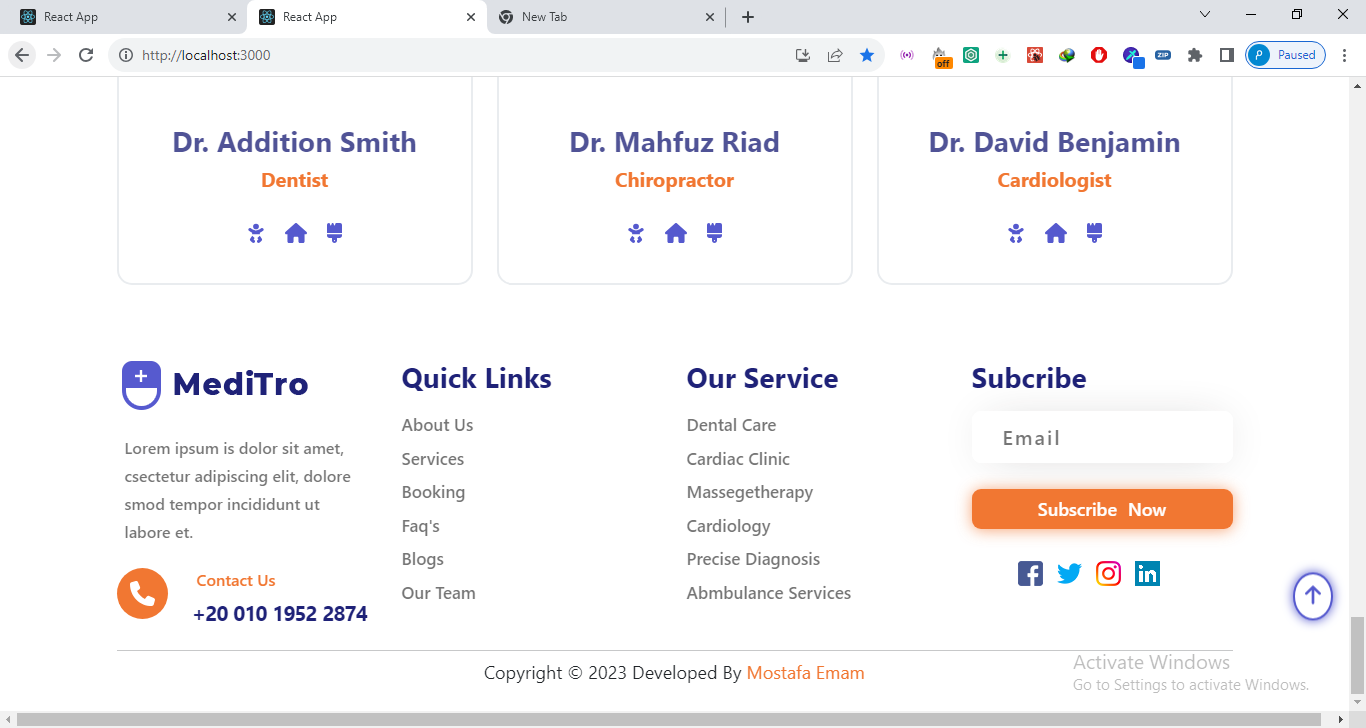 React App
React App
New Tab
http://localhost:3000
off
ZIP
P
Paused
Dr. Addition Smith
Dentist
Dr. Mahfuz Riad
Chiropractor
Dr. David Benjamin
Cardiologist
MediTro
Lorem ipsum is dolor sit amet,
csectetur adipiscing elit, dolore
smod tempor incididunt ut
labore et.
Contact Us
+20 010 1952 2874
Quick Links
About Us
Services
Booking
Faq's
Blogs
Our Team
Our Service
Dental Care
Cardiac Clinic
Massegetherapy
Cardiology
Precise Diagnosis
Abmbulance Services
Subcribe
Email
Subscribe Now
Copyright © 2023 Developed By Mostafa Emam
Activate Windows
Go to Settings to activate Windows.